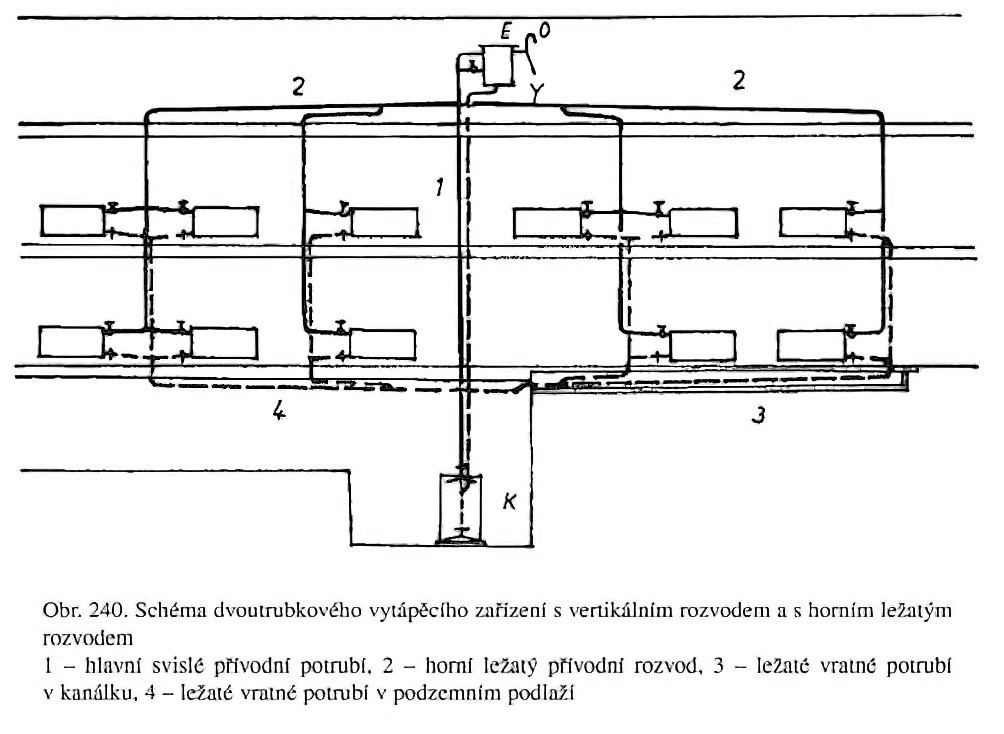 E O
2 2
Y
1
4 3
K
Obr. 240. Schéma dvoutrubkového vytápěcího zařízení s vertikálním rozvodem a s horním ležatým
rozvodem
1 – hlavní svislé přívodní potrubí, 2 – horní ležatý přívodní rozvod, 3 – ležaté vratné potrubí
v kanálku, 4 – ležaté vratné potrubí v podzemním podlaží